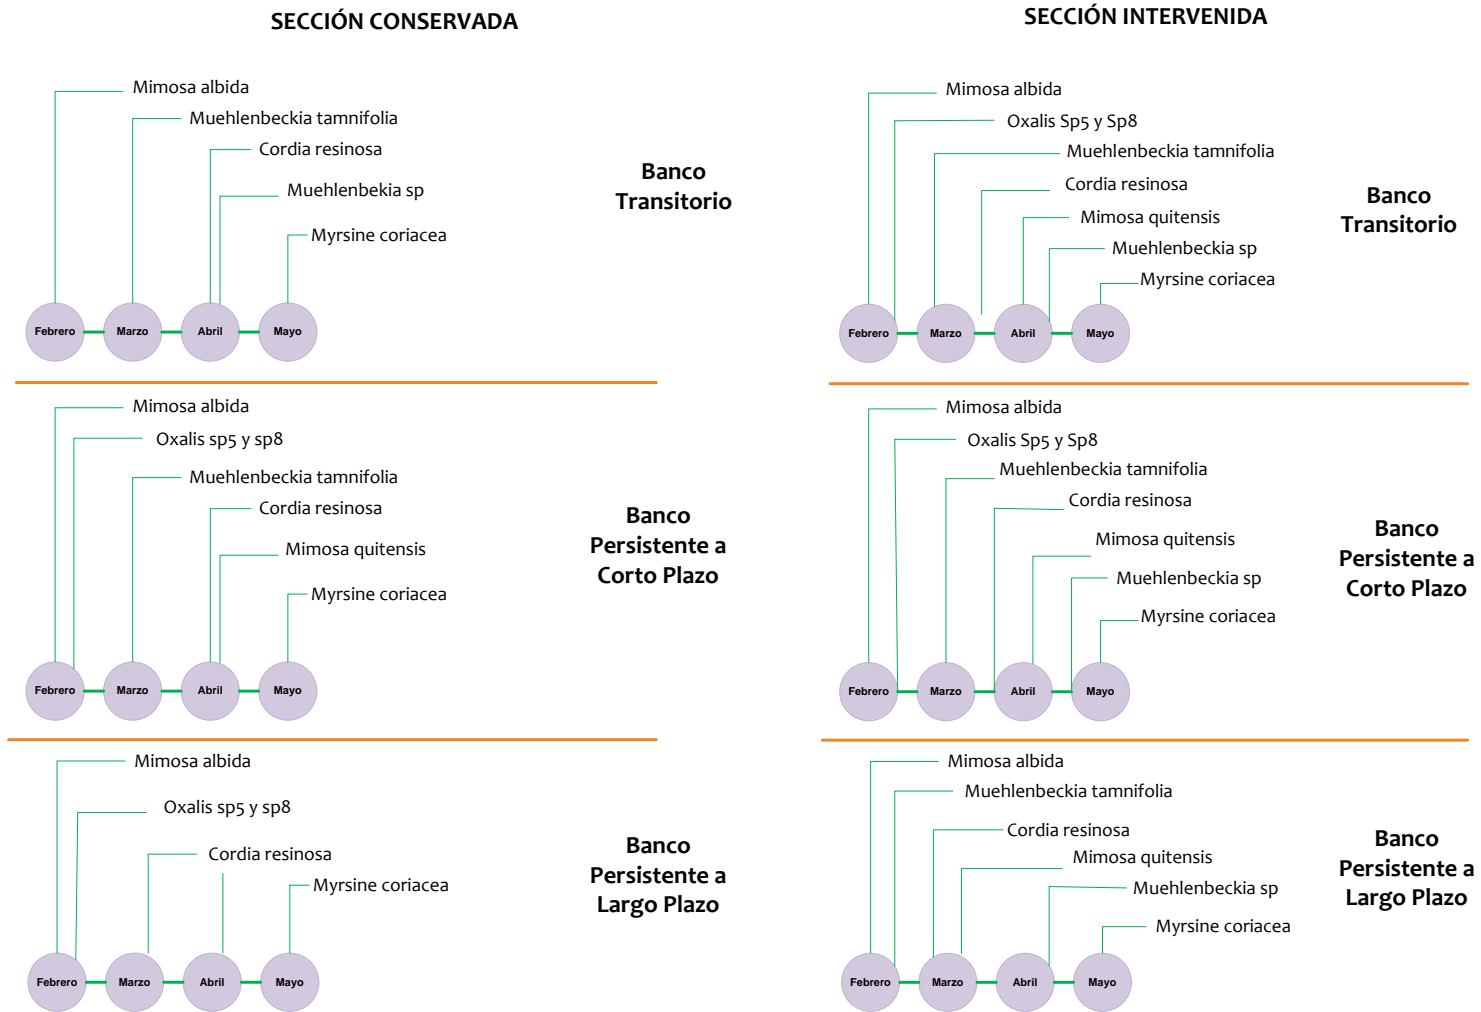 SECCIÓN CONSERVADA
Mimosa albida
Muehlenbeckia tamnifolia
Cordia resinosa
Muehlenbekia sp
Myrsine coriacea
Banco
Transitorio
Febrero
Marzo
Abril
Mayo
Mimosa albida
Oxalis sp5 y sp8
Muehlenbeckia tamnifolia
Cordia resinosa
Mimosa quitensis
Myrsine coriacea
Banco
Persistente a
Corto Plazo
Febrero
Marzo
Abril
Mayo
Mimosa albida
Oxalis sp5 y sp8
Cordia resinosa
Myrsine coriacea
Banco
Persistente a
Largo Plazo
Febrero
Marzo
Abril
Mayo
SECCIÓN INTERVENIDA
Mimosa albida
Oxalis Sp5 y Sp8
Muehlenbeckia tamnifolia
Cordia resinosa
Mimosa quitensis
Muehlenbeckia sp
Myrsine coriacea
Banco
Transitorio
Febrero
Marzo
Abril
Mayo
Mimosa albida
Oxalis Sp5 y Sp8
Muehlenbeckia tamnifolia
Cordia resinosa
Mimosa quitensis
Muehlenbeckia sp
Myrsine coriacea
Banco
Persistente a
Corto Plazo
Febrero
Marzo
Abril
Mayo
Mimosa albida
Muehlenbeckia tamnifolia
Cordia resinosa
Mimosa quitensis
Muehlenbeckia sp
Myrsine coriacea
Banco
Persistente a
Largo Plazo
Febrero
Marzo
Abril
Mayo